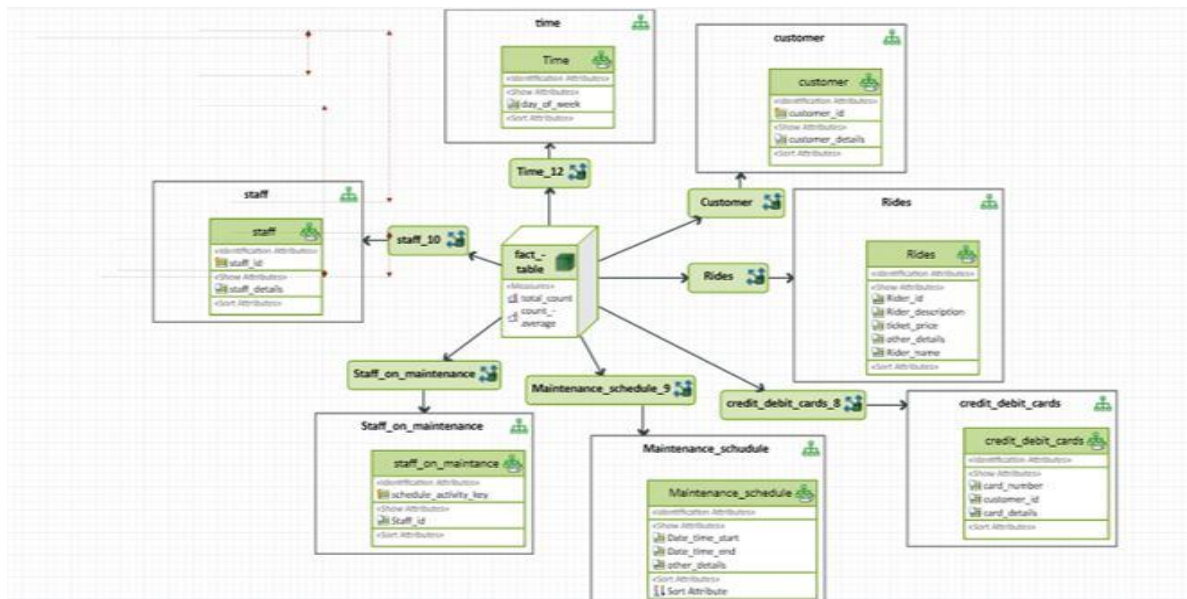 time
Time
<Identification Attributes>
<Show Attributes>
day_of_week
<Sort Attributes>
customer
customer
<Identification Attributes>
customer_id
<Show Attributes>
customer_details
<Sort Attributes>
Time_12
staff
staff
<Identification Attributes>
staff_id
<Show Attributes>
staff_details
<Sort Attributes>
staff_10
Customer
fact_-
table
<Measures>
total_count
count_-
average
Rides
Rides
Rides
<Identification Attributes>
<Show Attributes>
Rider_id
Rider_description
ticket_price
other_details
Rider_name
<Sort Attributes>
Staff_on_maintenance
Maintenance_schedule_9
credit_debit_cards_8
Staff_on_maintenance
staff_on_maintance
<Identification Attributes>
schedule_activity_key
<Show Attributes>
Staff_id
<Sort Attributes>
Maintenance_schudule
Maintenance_schedule
<Identification Attributes>
<Show Attributes>
Date_time_start
Date_time_end
other_details
<Sort Attributes>
Sort Attribute
credit_debit_cards
credit_debit_cards
<Identification Attributes>
<Show Attributes>
card_number
customer_id
card_details
<Sort Attributes>